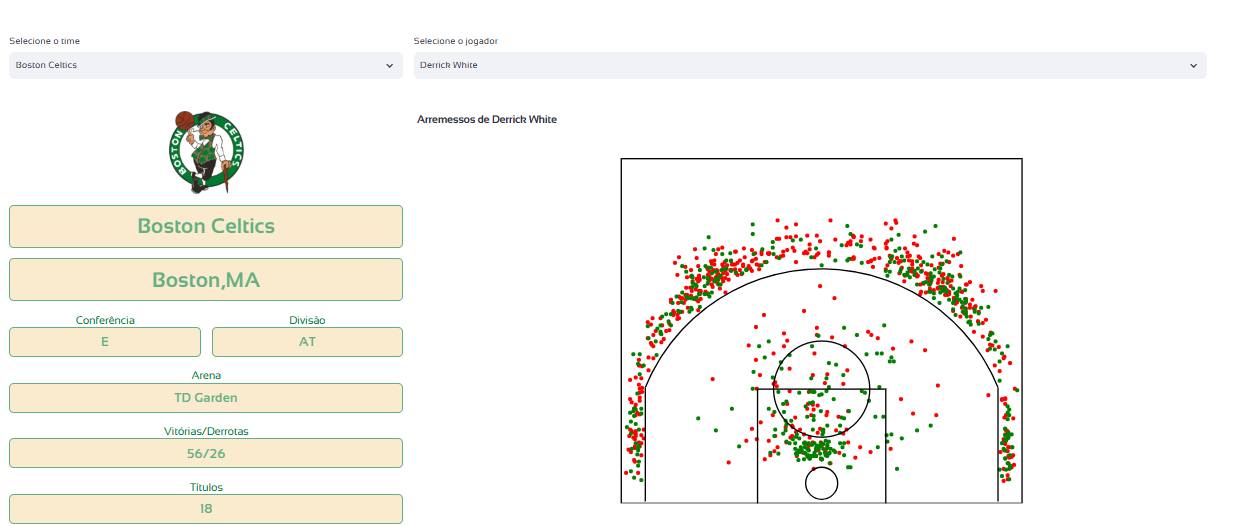 Selecione o time
Selecione o jogador
Boston Celtics
Derrick White
BOSTON CELTICS
Arremessos de Derrick White
Boston Celtics
Boston,MA
Conferência
Divisão
E
AT
Arena
TD Garden
Vitórias/Derrotas
56/26
Títulos
18